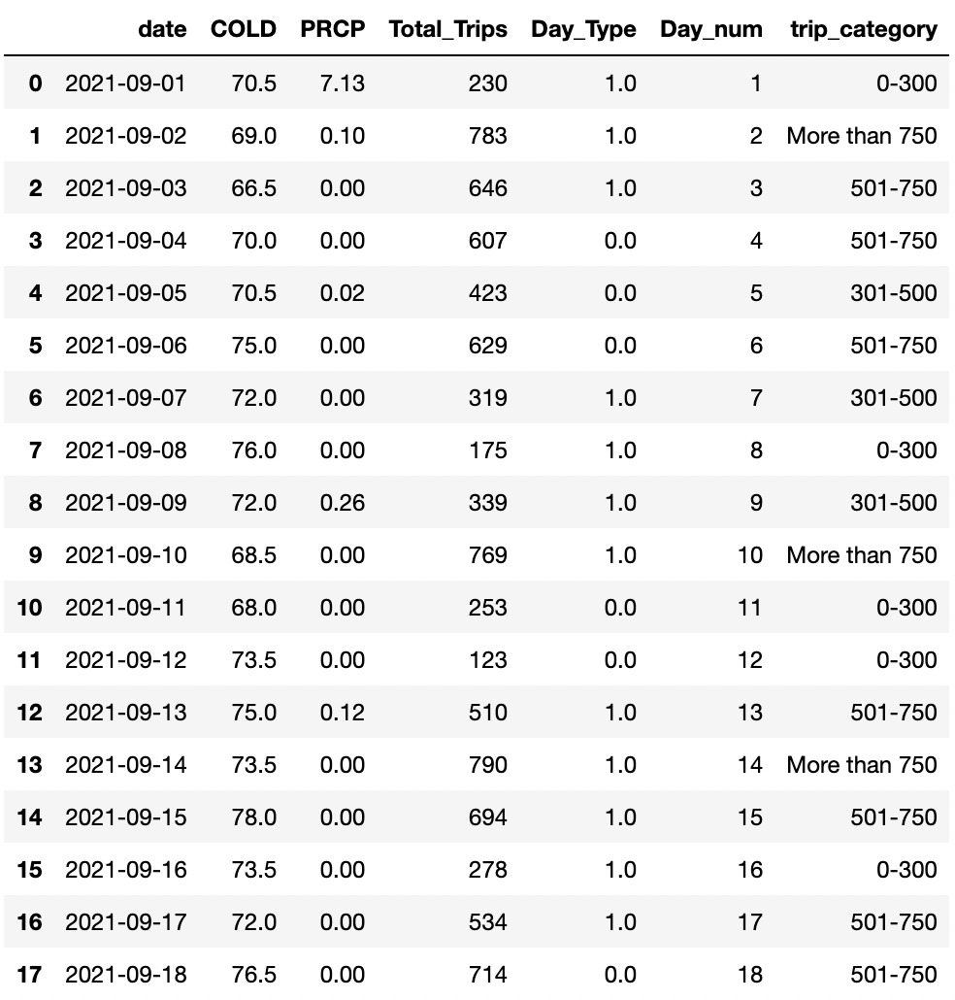 date COLD PRCP Total_Trips Day_Type Day_num trip_category
0 2021-09-01 70.5 7.13 230 1.0 1 0-300
1 2021-09-02 69.0 0.10 783 1.0 2 More than 750
2 2021-09-03 66.5 0.00 646 1.0 3 501-750
3 2021-09-04 70.0 0.00 607 0.0 4 501-750
4 2021-09-05 70.5 0.02 423 0.0 5 301-500
5 2021-09-06 75.0 0.00 629 0.0 6 501-750
6 2021-09-07 72.0 0.00 319 1.0 7 301-500
7 2021-09-08 76.0 0.00 175 1.0 8 0-300
8 2021-09-09 72.0 0.26 339 1.0 9 301-500
9 2021-09-10 68.5 0.00 769 1.0 10 More than 750
10 2021-09-11 68.0 0.00 253 0.0 11 0-300
11 2021-09-12 73.5 0.00 123 0.0 12 0-300
12 2021-09-13 75.0 0.12 510 1.0 13 501-750
13 2021-09-14 73.5 0.00 790 1.0 14 More than 750
14 2021-09-15 78.0 0.00 694 1.0 15 501-750
15 2021-09-16 73.5 0.00 278 1.0 16 0-300
16 2021-09-17 72.0 0.00 534 1.0 17 501-750
17 2021-09-18 76.5 0.00 714 0.0 18 501-750